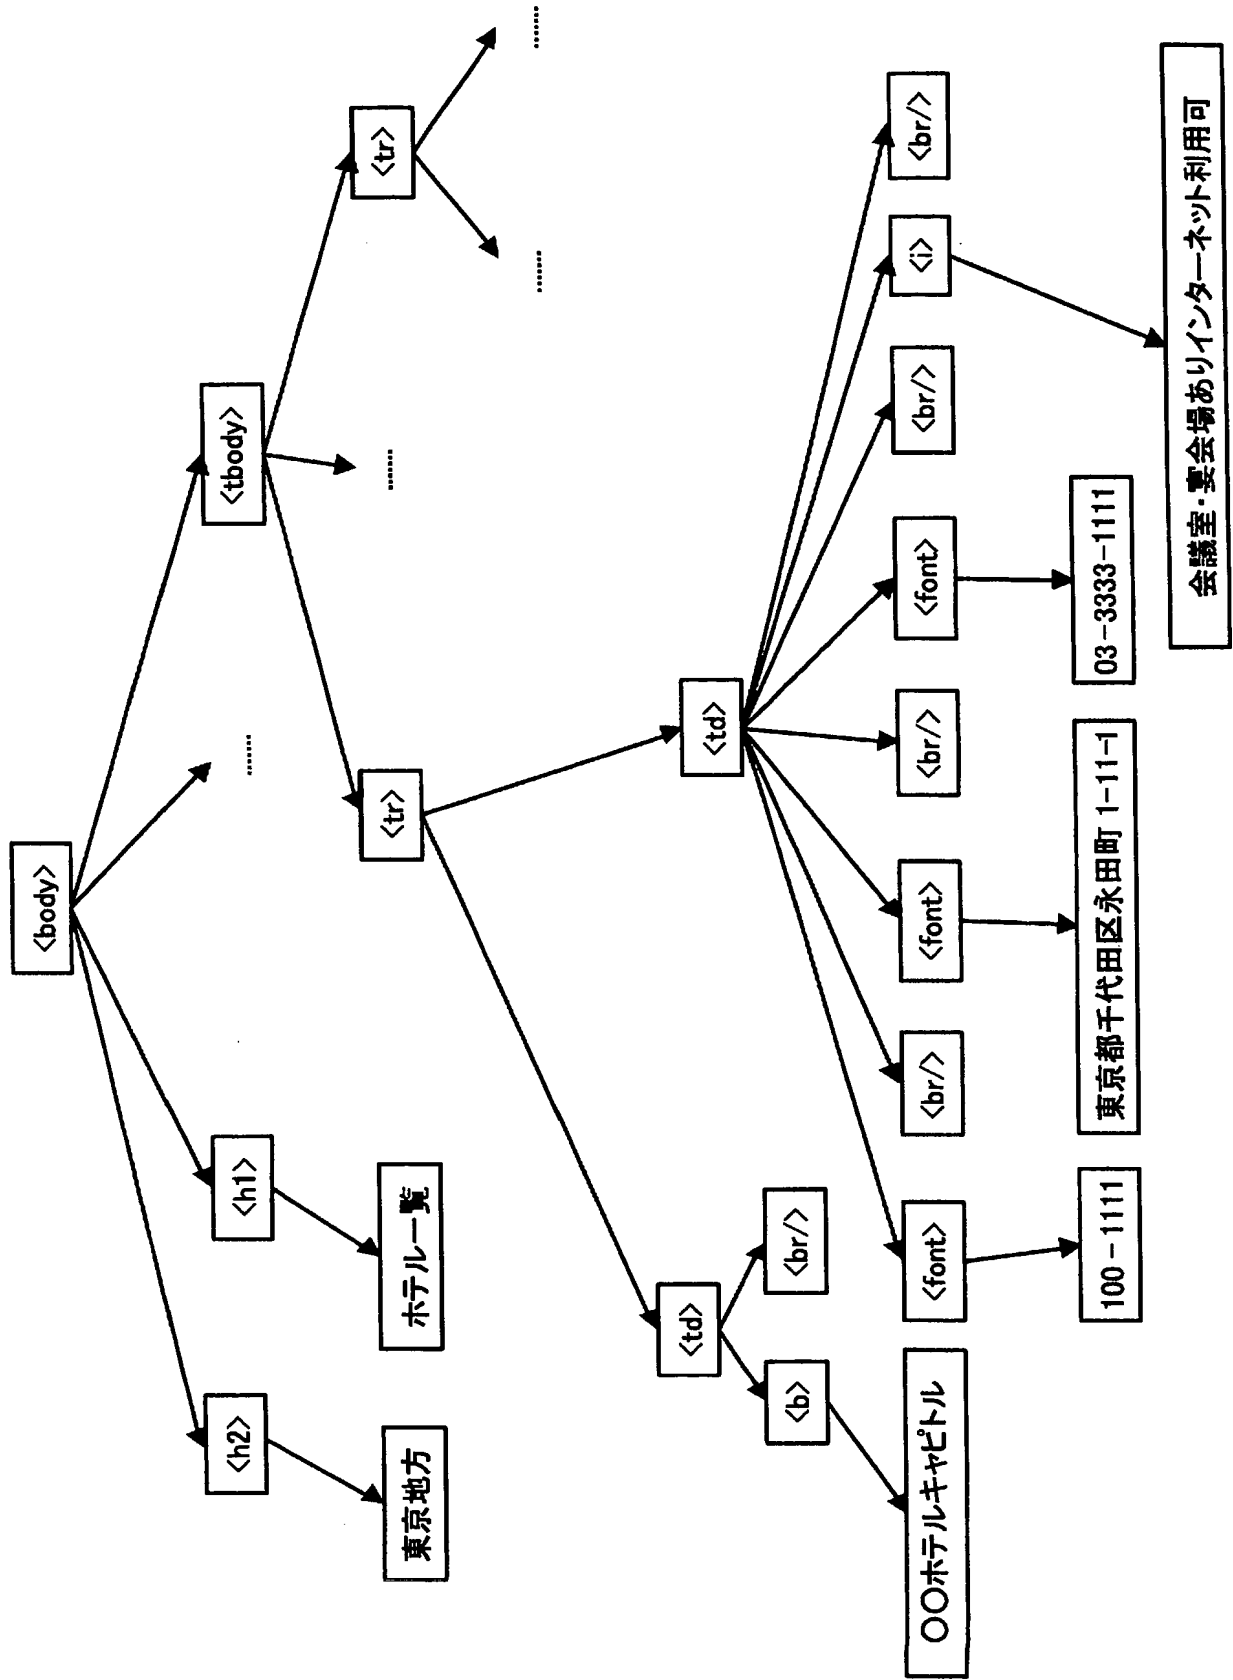 <body>
<h2>
<h1>
.......
<tbody>
東京地方
ホテル一覧
<tr>
.......
<tr>
.......
.......
<td>
<td>
<b>
<br/>
<font>
<br/>
<font>
<br/>
<font>
<br/>
<i>
<br/>
〇〇ホテルキャピトル
100-1111
東京都千代田区永田町 1-11-1
03-3333-1111
会議室・宴会場ありインターネット利用可